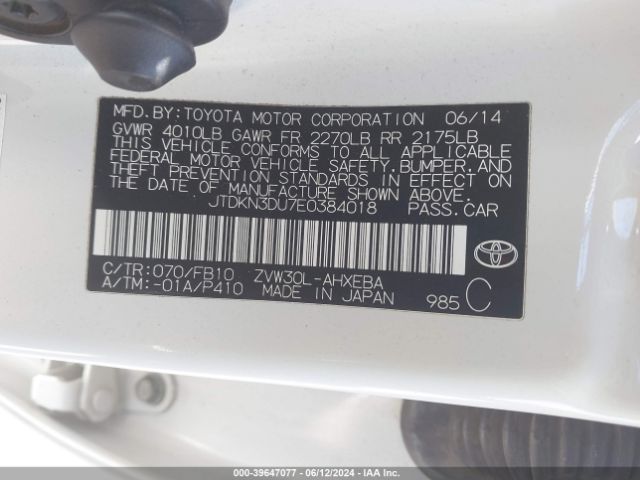 MFD.BY:TOYOTA MOTOR CORPORATION 06/14
GVWR 4010LB GAWR FR 2270LB RR 2175LB
THIS VEHICLE CONFORMS TO ALL APPLICABLE
FEDERAL MOTOR VEHICLE SAFETY,BUMPER,AND
THEFT PREVENTION STANDARDS IN EFFECT ON
THE DATE OF MANUFACTURE SHOWN ABOVE.
JTDKN3DU7E0384018 PASS.CAR
C/TR:070/FB10 ZVW30L-AHXEBA
A/TM:-01A/P410 MADE IN JAPAN 985 C
000-39647077 - 06/12/2024 - IAA Inc.